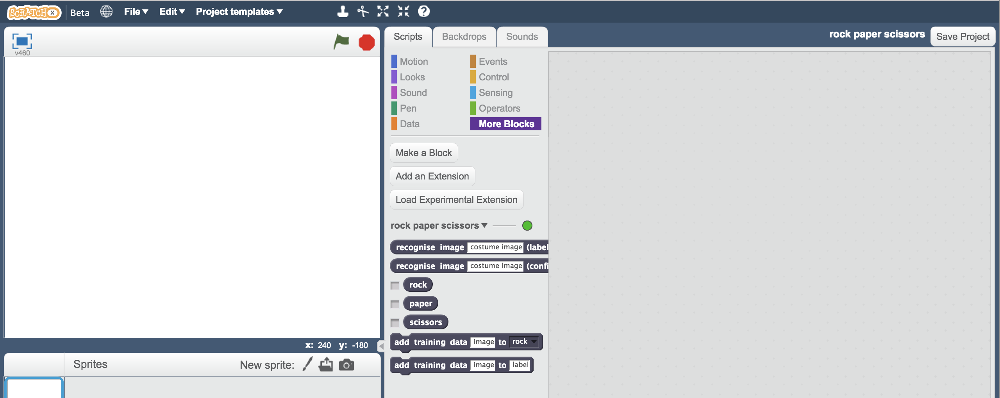 SCRATCH x Beta File Edit Project templates
v460
Scripts Backdrops Sounds
rock paper scissors Save Project
Motion Events
Looks Control
Sound Sensing
Pen Operators
Data More Blocks
Make a Block
Add an Extension
Load Experimental Extension
rock paper scissors
recognise image costume image (label
recognise image costume image (confi
rock
paper
scissors
add training data image to rock
add training data image to label
x: 240 y: -180
Sprites New sprite: